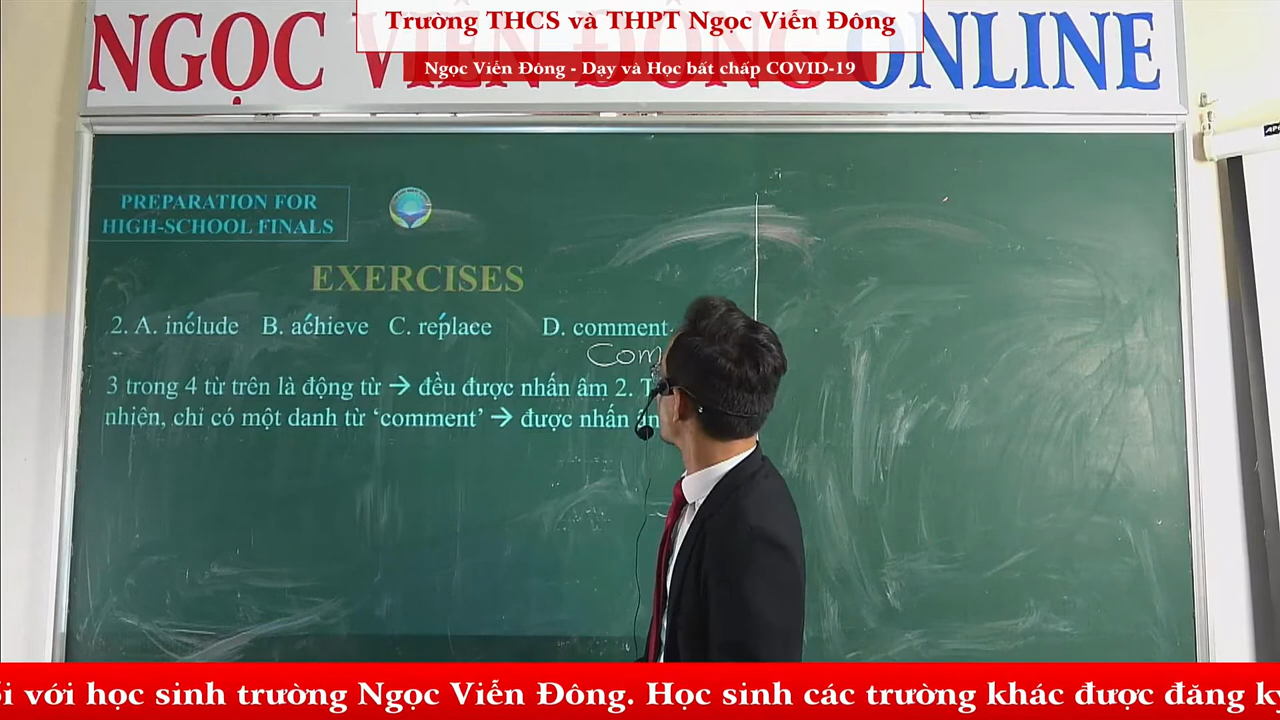 Trường THCS và THPT Ngọc Viễn Đông
NGỌC VIỄN ĐÔNG ONLINE
Ngọc Viễn Đông - Dạy và Học bất chấp COVID-19
PREPARATION FOR
HIGH-SCHOOL FINALS
EXERCISES
2. A. include B. achieve C. replace D. comment
Com
3 trong 4 từ trên là động từ → đều được nhấn âm 2.
nhiên, chỉ có một danh từ ‘comment’ → được nhấn
với học sinh trường Ngọc Viễn Đông. Học sinh các trường khác được đăng